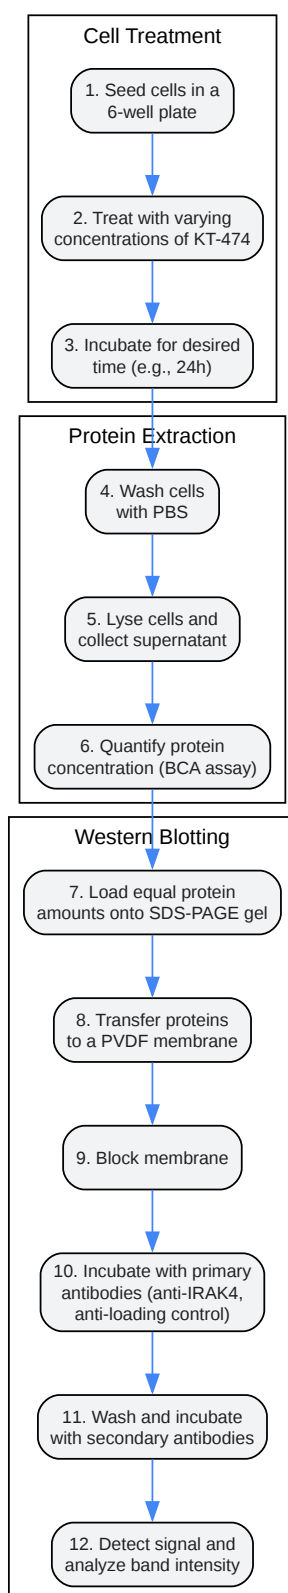 Cell Treatment
1. Seed cells in a
6-well plate
2. Treat with varying
concentrations of KT-474
3. Incubate for desired
time (e.g., 24h)
Protein Extraction
4. Wash cells
with PBS
5. Lyse cells and
collect supernatant
6. Quantify protein
concentration (BCA assay)
Western Blotting
7. Load equal protein
amounts onto SDS-PAGE gel
8. Transfer proteins
to a PVDF membrane
9. Block membrane
10. Incubate with primary
antibodies (anti-IRAK4,
anti-loading control)
11. Wash and incubate
with secondary antibodies
12. Detect signal and
analyze band intensity